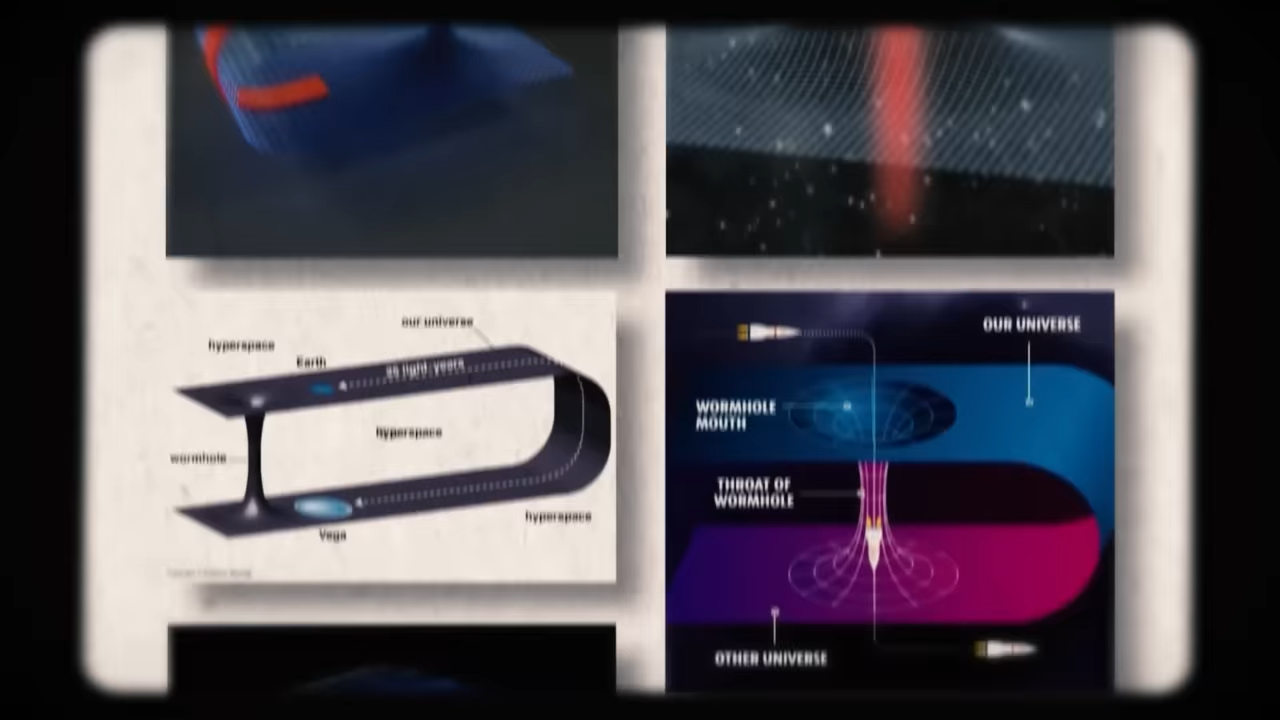 our universe
hyperspace
Earth
light-years
hyperspace
wormhole
hyperspace
Vega
OUR UNIVERSE
WORMHOLE
MOUTH
THROAT OF
WORMHOLE
OTHER UNIVERSE